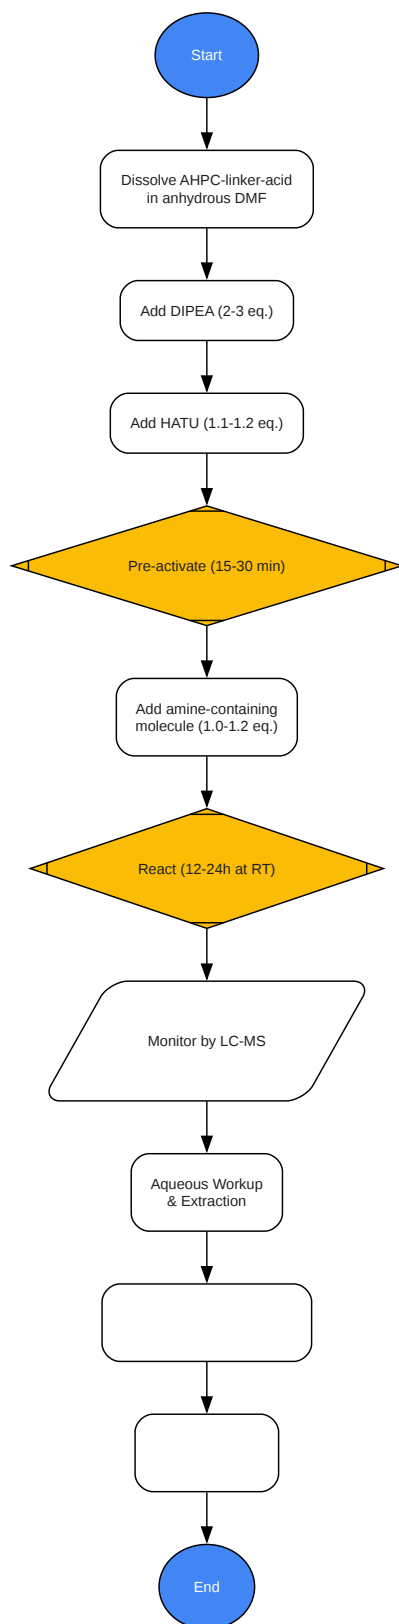 Start
Dissolve AHPC-linker-acid
in anhydrous DMF
Add DIPEA (2-3 eq.)
Add HATU (1.1-1.2 eq.)
Pre-activate (15-30 min)
Add amine-containing
molecule (1.0-1.2 eq.)
React (12-24h at RT)
Monitor by LC-MS
Aqueous Workup
& Extraction
End